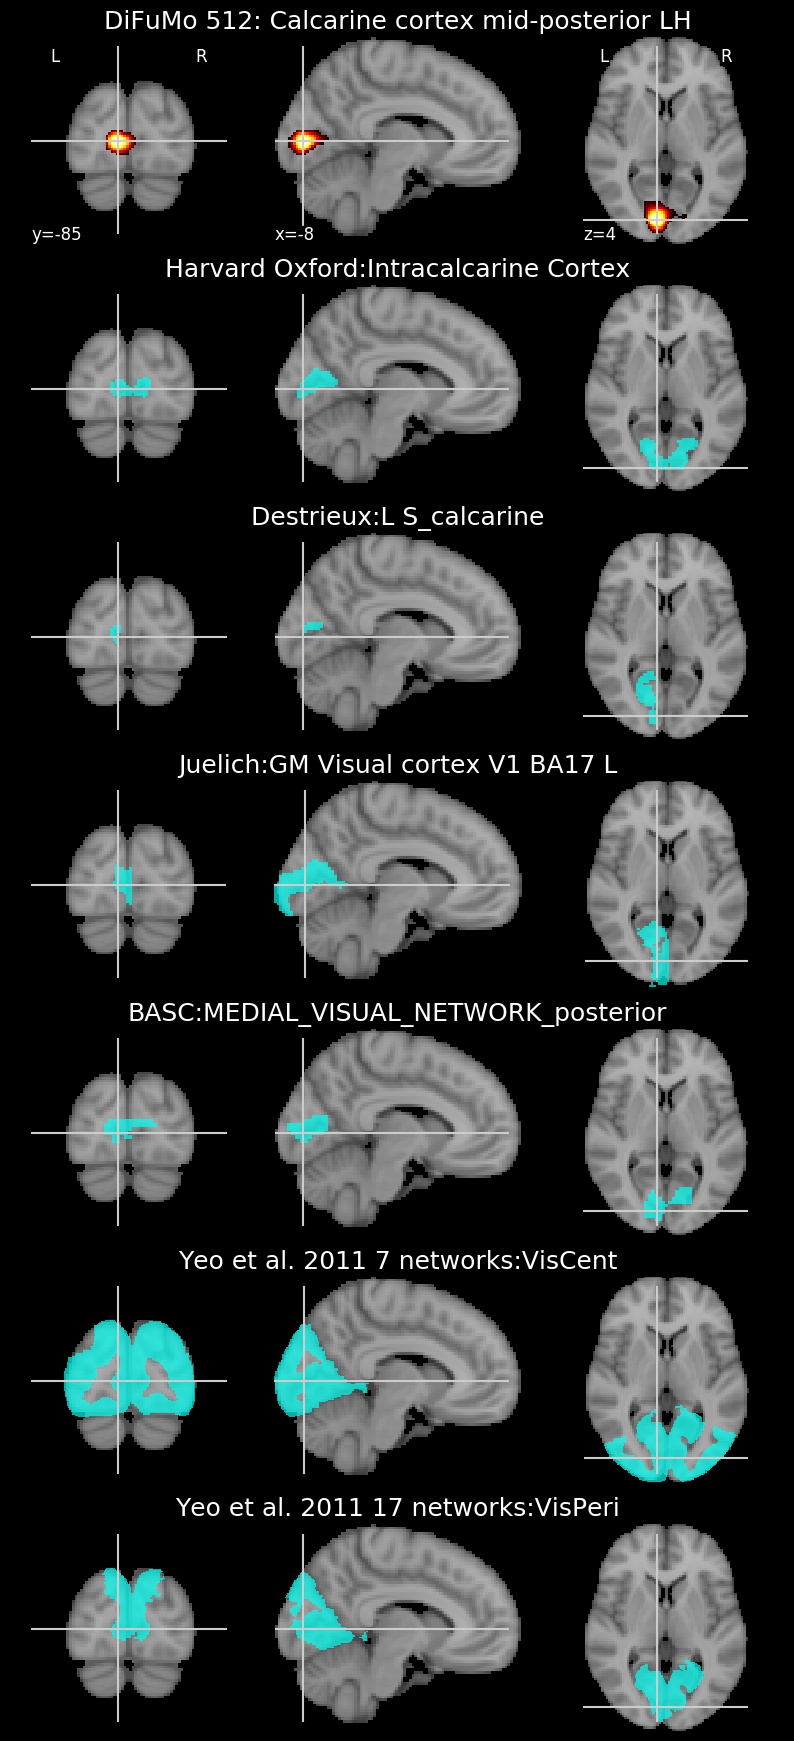 DiFuMo 512: Calcarine cortex mid-posterior LH
L R L R
y=-85 x=-8 z=4
Harvard Oxford:Intracalcarine Cortex
Destrieux:L S_calcarine
Juelich:GM Visual cortex V1 BA17 L
BASC:MEDIAL_VISUAL_NETWORK_posterior
Yeo et al. 2011 7 networks:VisCent
Yeo et al. 2011 17 networks:VisPeri